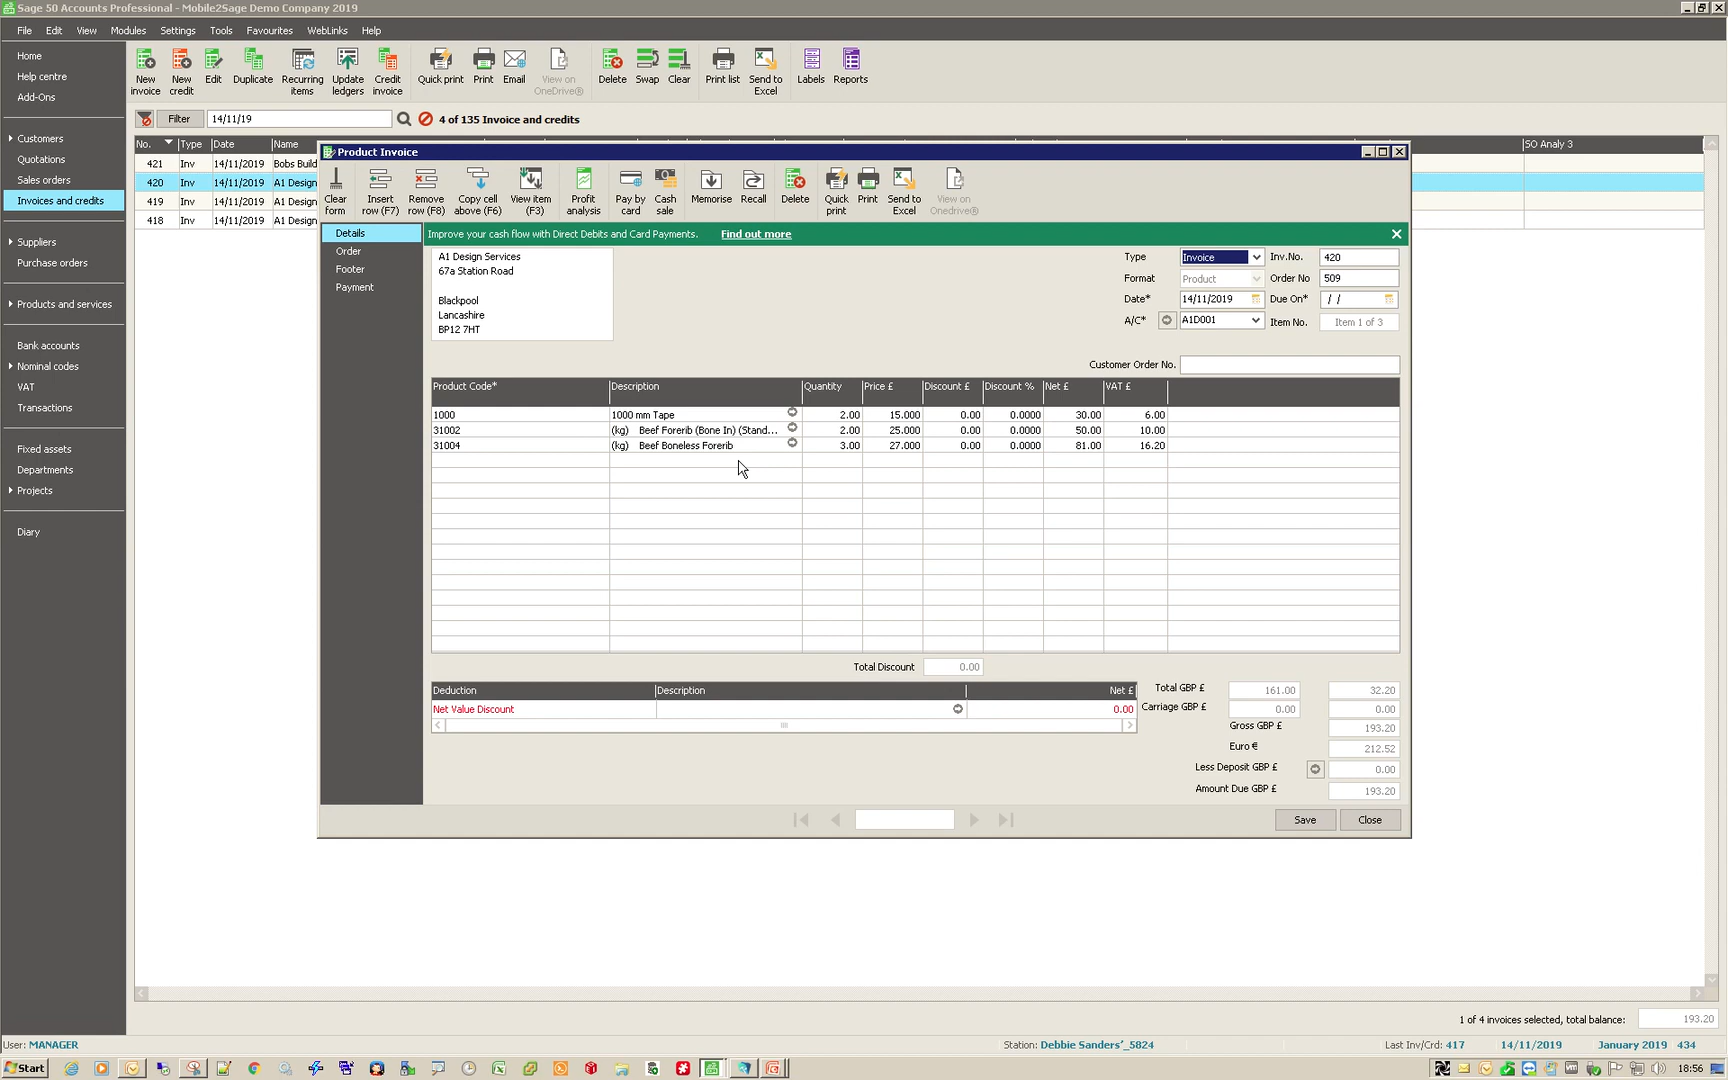 Sage 50 Accounts Professional - Mobile2Sage Demo Company 2019
File Edit View Modules Settings Tools Favourites WebLinks Help
Home
Help centre
Add-Ons
Customers
Quotations
Sales orders
Invoices and credits
Suppliers
Purchase orders
Products and services
Bank accounts
Nominal codes
VAT
Transactions
Fixed assets
Departments
Projects
Diary
New invoice
New credit
Edit
Duplicate
Recurring items
Update ledgers
Credit invoice
Quick print
Print
Email
View on OneDrive®
Delete
Swap
Clear
Print list
Send to Excel
Labels
Reports
Filter 14/11/19 4 of 135 Invoice and credits
No. Type Date Name SO Analy 3
421 Inv 14/11/2019 Bobs Build
420 Inv 14/11/2019 A1 Design
419 Inv 14/11/2019 A1 Design
418 Inv 14/11/2019 A1 Design
Product Invoice
Clear form
Insert row (F7)
Remove row (F8)
Copy cell above (F6)
View item (F3)
Profit analysis
Pay by card
Cash sale
Memorise
Recall
Delete
Quick print
Print
Send to Excel
View on Onedrive®
Details
Order
Footer
Payment
Improve your cash flow with Direct Debits and Card Payments. Find out more
A1 Design Services
67a Station Road
Blackpool
Lancashire
BP12 7HT
Type Invoice Inv.No. 420
Format Product Order No 509
Date* 14/11/2019 Due On* / /
A/C* A1D001 Item No. Item 1 of 3
Customer Order No.
Product Code* Description Quantity Price £ Discount £ Discount % Net £ VAT £
1000 1000 mm Tape 2.00 15.000 0.00 0.0000 30.00 6.00
31002 (kg) Beef Forerib (Bone In) (Stand... 2.00 25.000 0.00 0.0000 50.00 10.00
31004 (kg) Beef Boneless Forerib 3.00 27.000 0.00 0.0000 81.00 16.20
Total Discount 0.00
Deduction Description Net £
Net Value Discount 0.00
Total GBP £ 161.00 32.20
Carriage GBP £ 0.00 0.00
Gross GBP £ 193.20
Euro € 212.52
Less Deposit GBP £ 0.00
Amount Due GBP £ 193.20
Save Close
1 of 4 invoices selected, total balance: 193.20
User: MANAGER Station: Debbie Sanders'_5824 Last Inv/Crd: 417 14/11/2019 January 2019 434
Start 18:56